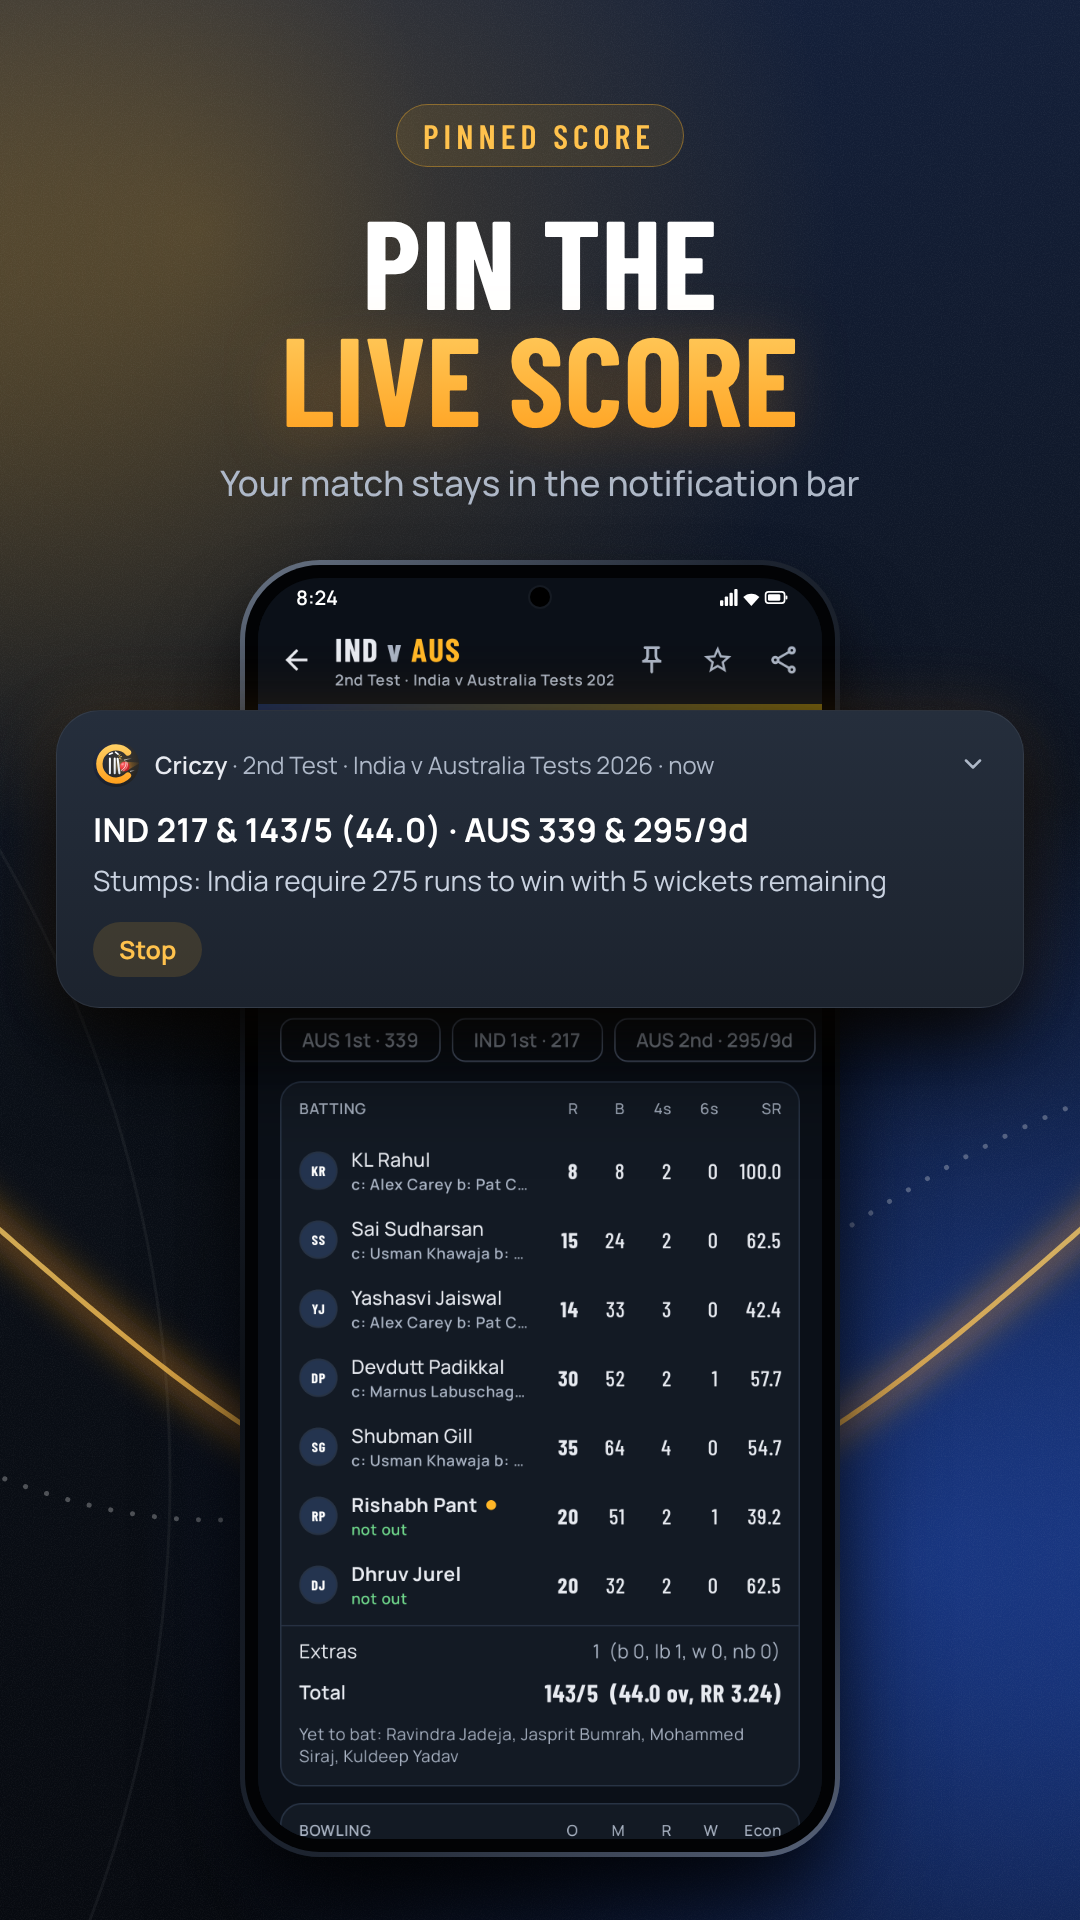 PINNED SCORE
PIN THE
LIVE SCORE
Your match stays in the notification bar
8:24
IND v AUS
2nd Test · India v Australia Tests 202
Criczy · 2nd Test · India v Australia Tests 2026 · now
IND 217 & 143/5 (44.0) · AUS 339 & 295/9d
Stumps: India require 275 runs to win with 5 wickets remaining
Stop
AUS 1st · 339 IND 1st · 217 AUS 2nd · 295/9d
BATTING R B 4s 6s SR
KR KL Rahul 8 8 2 0 100.0
c: Alex Carey b: Pat C...
SS Sai Sudharsan 15 24 2 0 62.5
c: Usman Khawaja b: ...
YJ Yashasvi Jaiswal 14 33 3 0 42.4
c: Alex Carey b: Pat C...
DP Devdutt Padikkal 30 52 2 1 57.7
c: Marnus Labuschag...
SG Shubman Gill 35 64 4 0 54.7
c: Usman Khawaja b: ...
RP Rishabh Pant 20 51 2 1 39.2
not out
DJ Dhruv Jurel 20 32 2 0 62.5
not out
Extras 1 (b 0, lb 1, w 0, nb 0)
Total 143/5 (44.0 ov, RR 3.24)
Yet to bat: Ravindra Jadeja, Jasprit Bumrah, Mohammed
Siraj, Kuldeep Yadav
BOWLING O M R W Econ